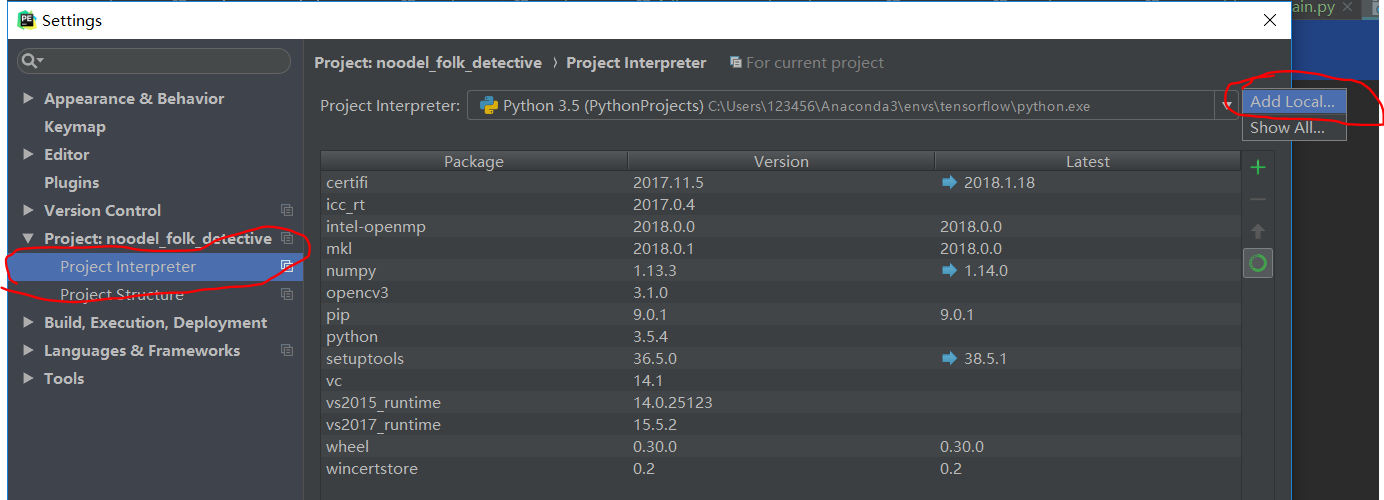 ain.py
PE
Settings
Project: noodel_folk_detective › Project Interpreter For current project
Appearance & Behavior
Keymap
Editor
Plugins
Version Control
Project: noodel_folk_detective
Project Interpreter
Project Structure
Build, Execution, Deployment
Languages & Frameworks
Tools
Project Interpreter: Python 3.5 (PythonProjects) C:\Users\123456\Anaconda3\envs\tensorflow\python.exe
Add Local...
Show All...
Package Version Latest
certifi 2017.11.5 2018.1.18
icc_rt 2017.0.4
intel-openmp 2018.0.0 2018.0.0
mkl 2018.0.1 2018.0.0
numpy 1.13.3 1.14.0
opencv3 3.1.0
pip 9.0.1 9.0.1
python 3.5.4
setuptools 36.5.0 38.5.1
vc 14.1
vs2015_runtime 14.0.25123
vs2017_runtime 15.5.2
wheel 0.30.0 0.30.0
wincertstore 0.2 0.2